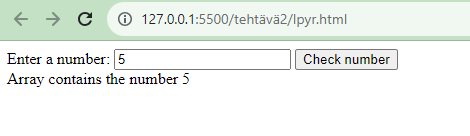 127.0.0.1:5500/tehtävä2/lpyr.html
Enter a number: 5 Check number
Array contains the number 5